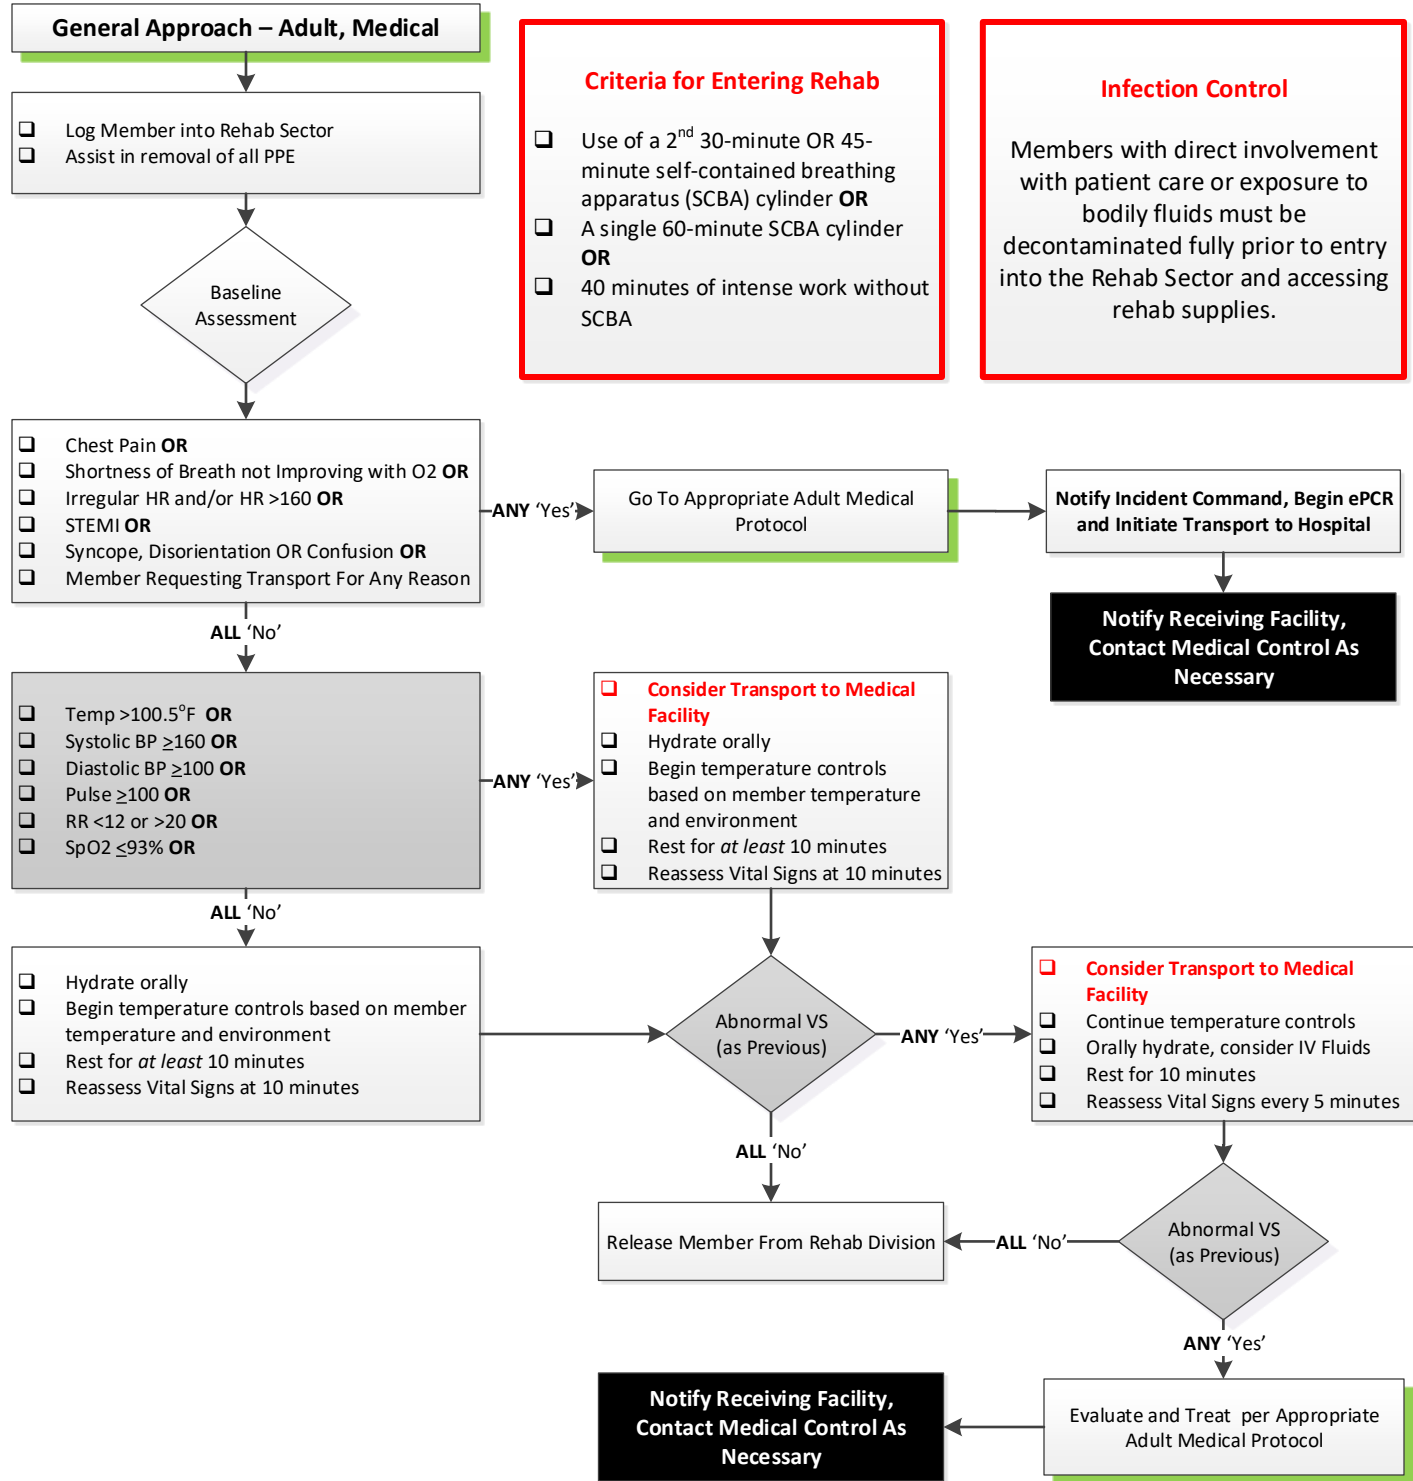 General Approach – Adult, Medical
❑ Log Member into Rehab Sector
❑ Assist in removal of all PPE
Baseline
Assessment
Criteria for Entering Rehab
❑ Use of a 2nd 30-minute OR 45-
minute self-contained breathing
apparatus (SCBA) cylinder OR
❑ A single 60-minute SCBA cylinder
OR
❑ 40 minutes of intense work without
SCBA
Infection Control
Members with direct involvement
with patient care or exposure to
bodily fluids must be
decontaminated fully prior to entry
into the Rehab Sector and accessing
rehab supplies.
❑ Chest Pain OR
❑ Shortness of Breath not Improving with O2 OR
❑ Irregular HR and/or HR >160 OR
❑ STEMI OR
❑ Syncope, Disorientation OR Confusion OR
❑ Member Requesting Transport For Any Reason
ANY ‘Yes’
Go To Appropriate Adult Medical
Protocol
Notify Incident Command, Begin ePCR
and Initiate Transport to Hospital
Notify Receiving Facility,
Contact Medical Control As
Necessary
ALL ‘No’
❑ Temp >100.5°F OR
❑ Systolic BP ≥160 OR
❑ Diastolic BP ≥100 OR
❑ Pulse ≥100 OR
❑ RR <12 or >20 OR
❑ SpO2 ≤93% OR
ANY ‘Yes’
❑ Consider Transport to Medical
Facility
❑ Hydrate orally
❑ Begin temperature controls
based on member temperature
and environment
❑ Rest for at least 10 minutes
❑ Reassess Vital Signs at 10 minutes
ALL ‘No’
❑ Hydrate orally
❑ Begin temperature controls based on member
temperature and environment
❑ Rest for at least 10 minutes
❑ Reassess Vital Signs at 10 minutes
Abnormal VS
(as Previous)
ANY ‘Yes’
❑ Consider Transport to Medical
Facility
❑ Continue temperature controls
❑ Orally hydrate, consider IV Fluids
❑ Rest for 10 minutes
❑ Reassess Vital Signs every 5 minutes
ALL ‘No’
Release Member From Rehab Division
ALL ‘No’
Abnormal VS
(as Previous)
ANY ‘Yes’
Evaluate and Treat per Appropriate
Adult Medical Protocol
Notify Receiving Facility,
Contact Medical Control As
Necessary